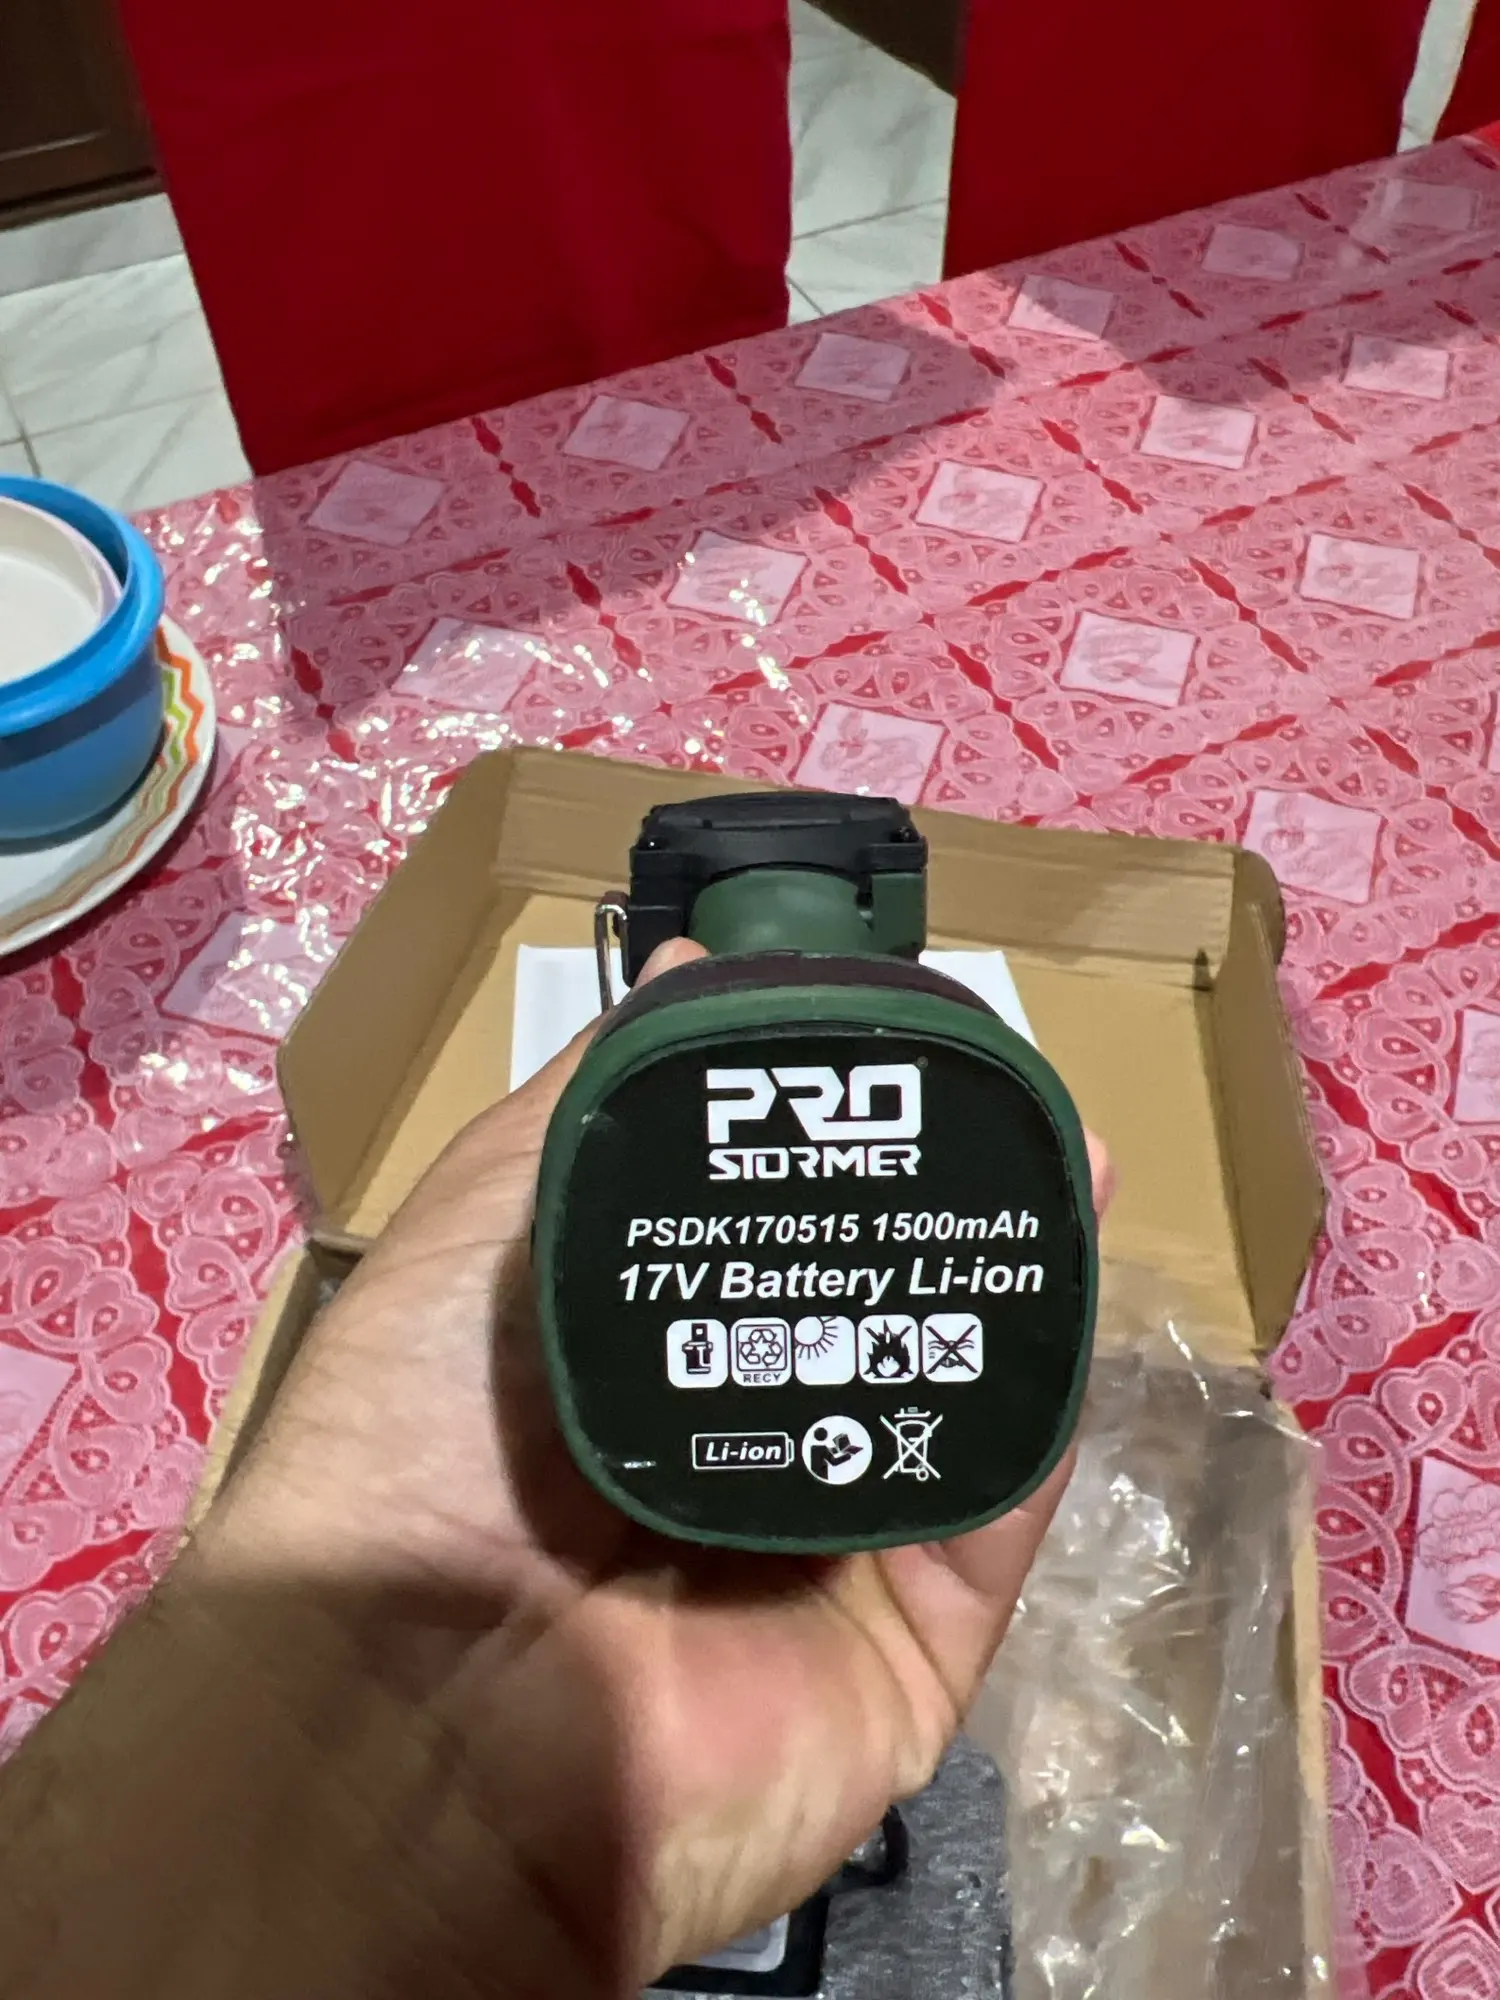 PRO
STORMER
PSDK170515 1500mAh
17V Battery Li-ion
RECY
Li-ion